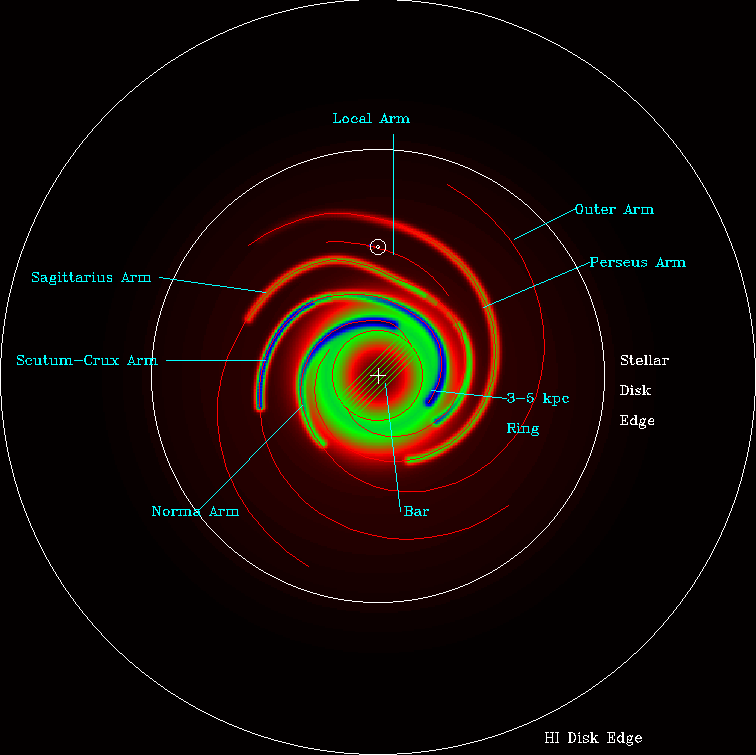 Local Arm
Outer Arm
Perseus Arm
Sagittarius Arm
Scutum-Crux Arm
Stellar
Disk
Edge
3-5 kpc
Ring
Norma Arm
Bar
HI Disk Edge